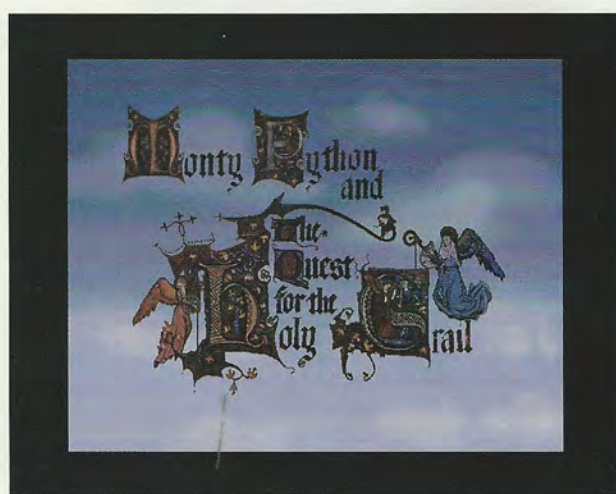 Monty Python
and
The
Quest
for the
Holy Grail